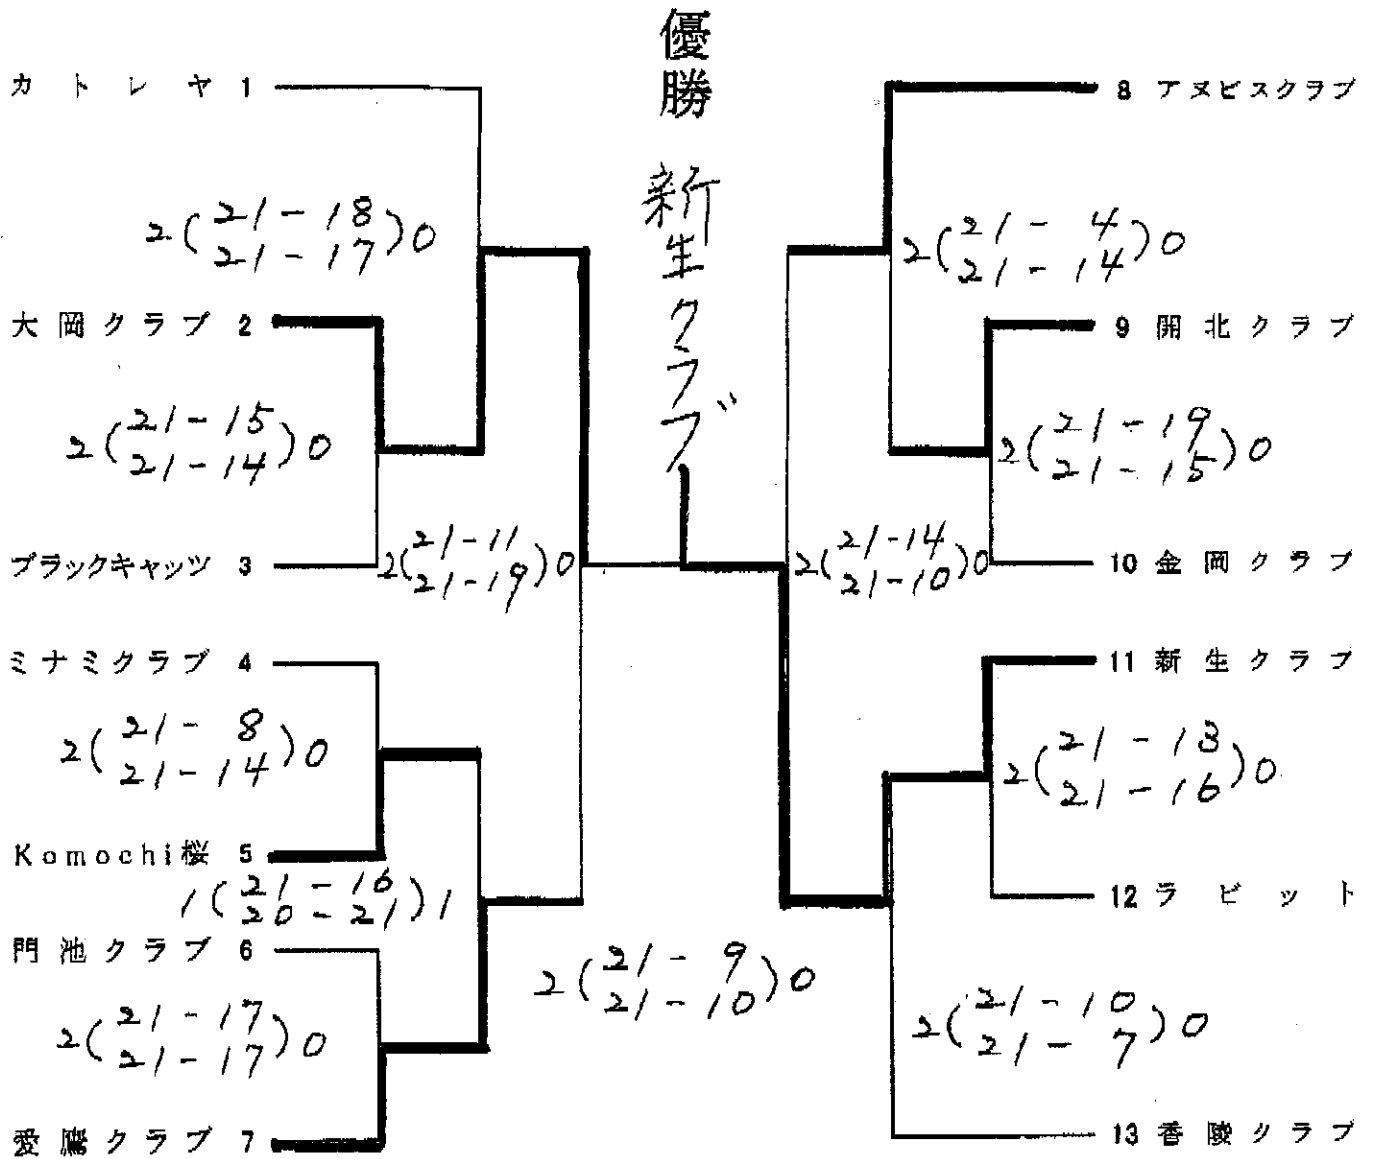 優勝 新生クラブ
カトレヤ 1
2(21-18 21-17)0
大岡クラブ 2
2(21-15 21-14)0
ブラックキャッツ 3
2(21-11 21-19)0
ミナミクラブ 4
2(21-8 21-14)0
Komochi桜 5
1(21-16 20-21)1
門池クラブ 6
2(21-17 21-17)0
愛鷹クラブ 7
2(21-9 21-10)0
8 アヌビスクラブ
2(21-4 21-14)0
9 開北クラブ
2(21-19 21-15)0
10 金岡クラブ
2(21-14 21-10)0
11 新生クラブ
2(21-13 21-16)0
12 ラビット
2(21-10 21-7)0
13 香陵クラブ